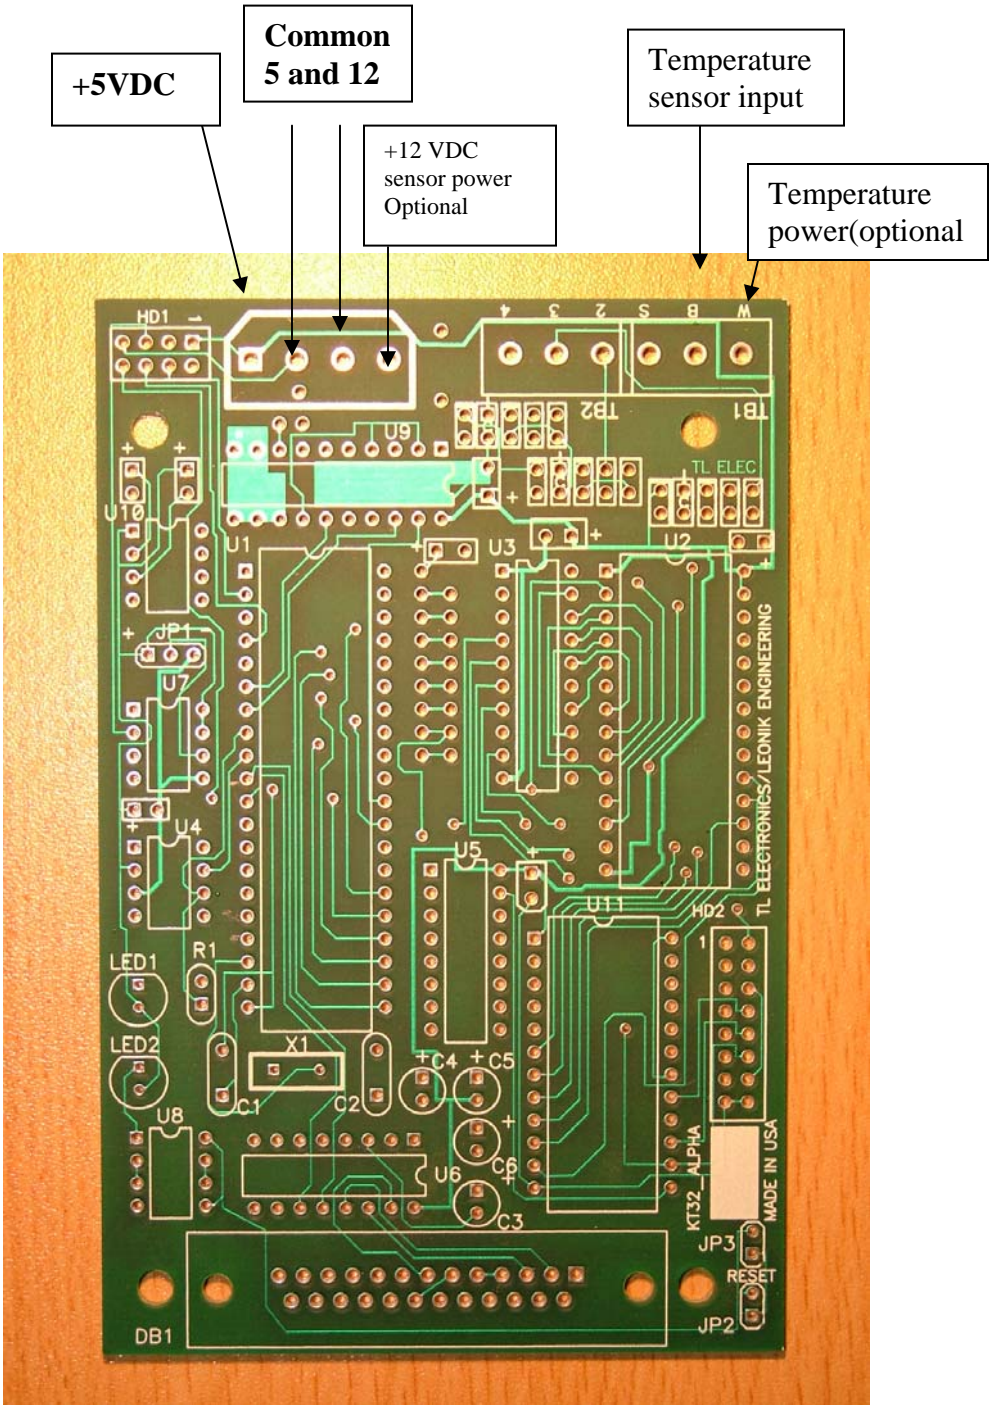 Common
5 and 12
+5VDC
Temperature
sensor input
+12 VDC
sensor power
Optional
Temperature
power(optional
HD1
1
4
3
2
S
B
W
TB2
TB1
U9
TL ELEC
U10
U1
U3
U2
JP1
U7
U4
U5
U11
HD2
1
TL ELECTRONICS/LEONIK ENGINEERING
LED1
R1
LED2
X1
C1
C2
C4
C5
U8
U6
C6
C3
KT32_ALPHA
MADE IN USA
JP3
RESET
JP2
DB1